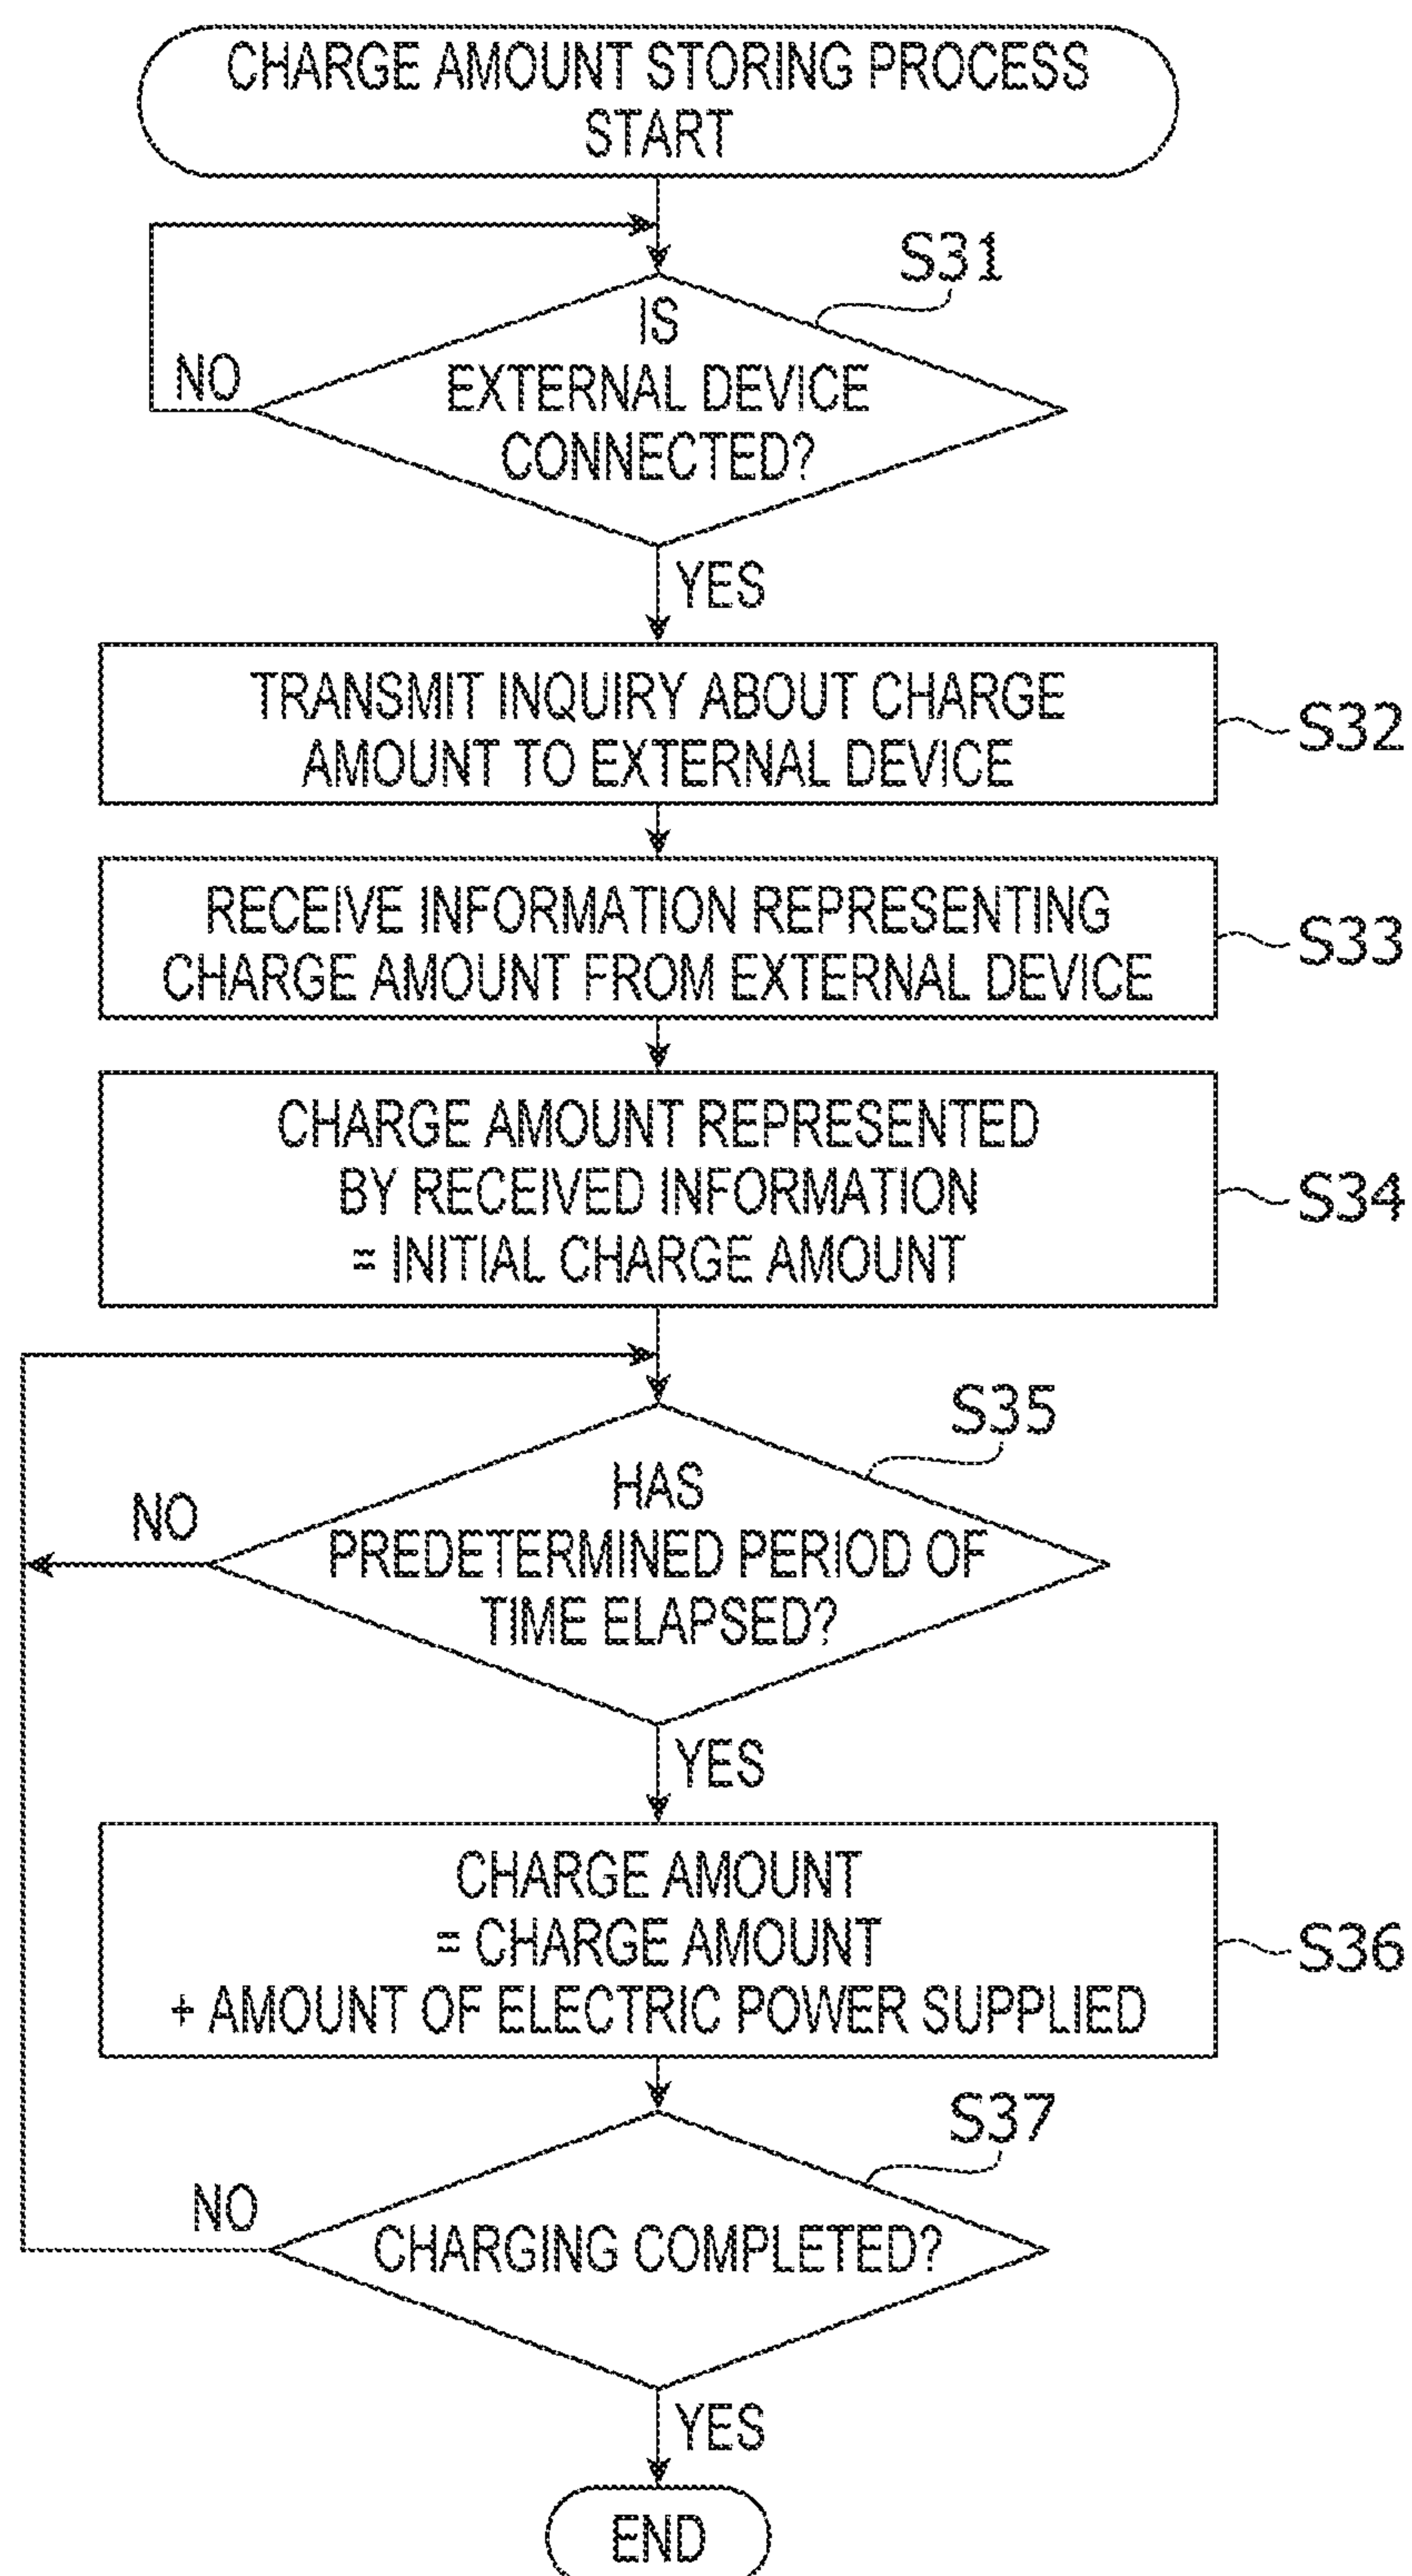 CHARGE AMOUNT STORING PROCESS
START
S31
IS
EXTERNAL DEVICE
CONNECTED?
NO
YES
TRANSMIT INQUIRY ABOUT CHARGE
AMOUNT TO EXTERNAL DEVICE
S32
RECEIVE INFORMATION REPRESENTING
CHARGE AMOUNT FROM EXTERNAL DEVICE
S33
CHARGE AMOUNT REPRESENTED
BY RECEIVED INFORMATION
= INITIAL CHARGE AMOUNT
S34
S35
HAS
PREDETERMINED PERIOD OF
TIME ELAPSED?
NO
YES
CHARGE AMOUNT
= CHARGE AMOUNT
+ AMOUNT OF ELECTRIC POWER SUPPLIED
S36
S37
CHARGING COMPLETED?
NO
YES
END